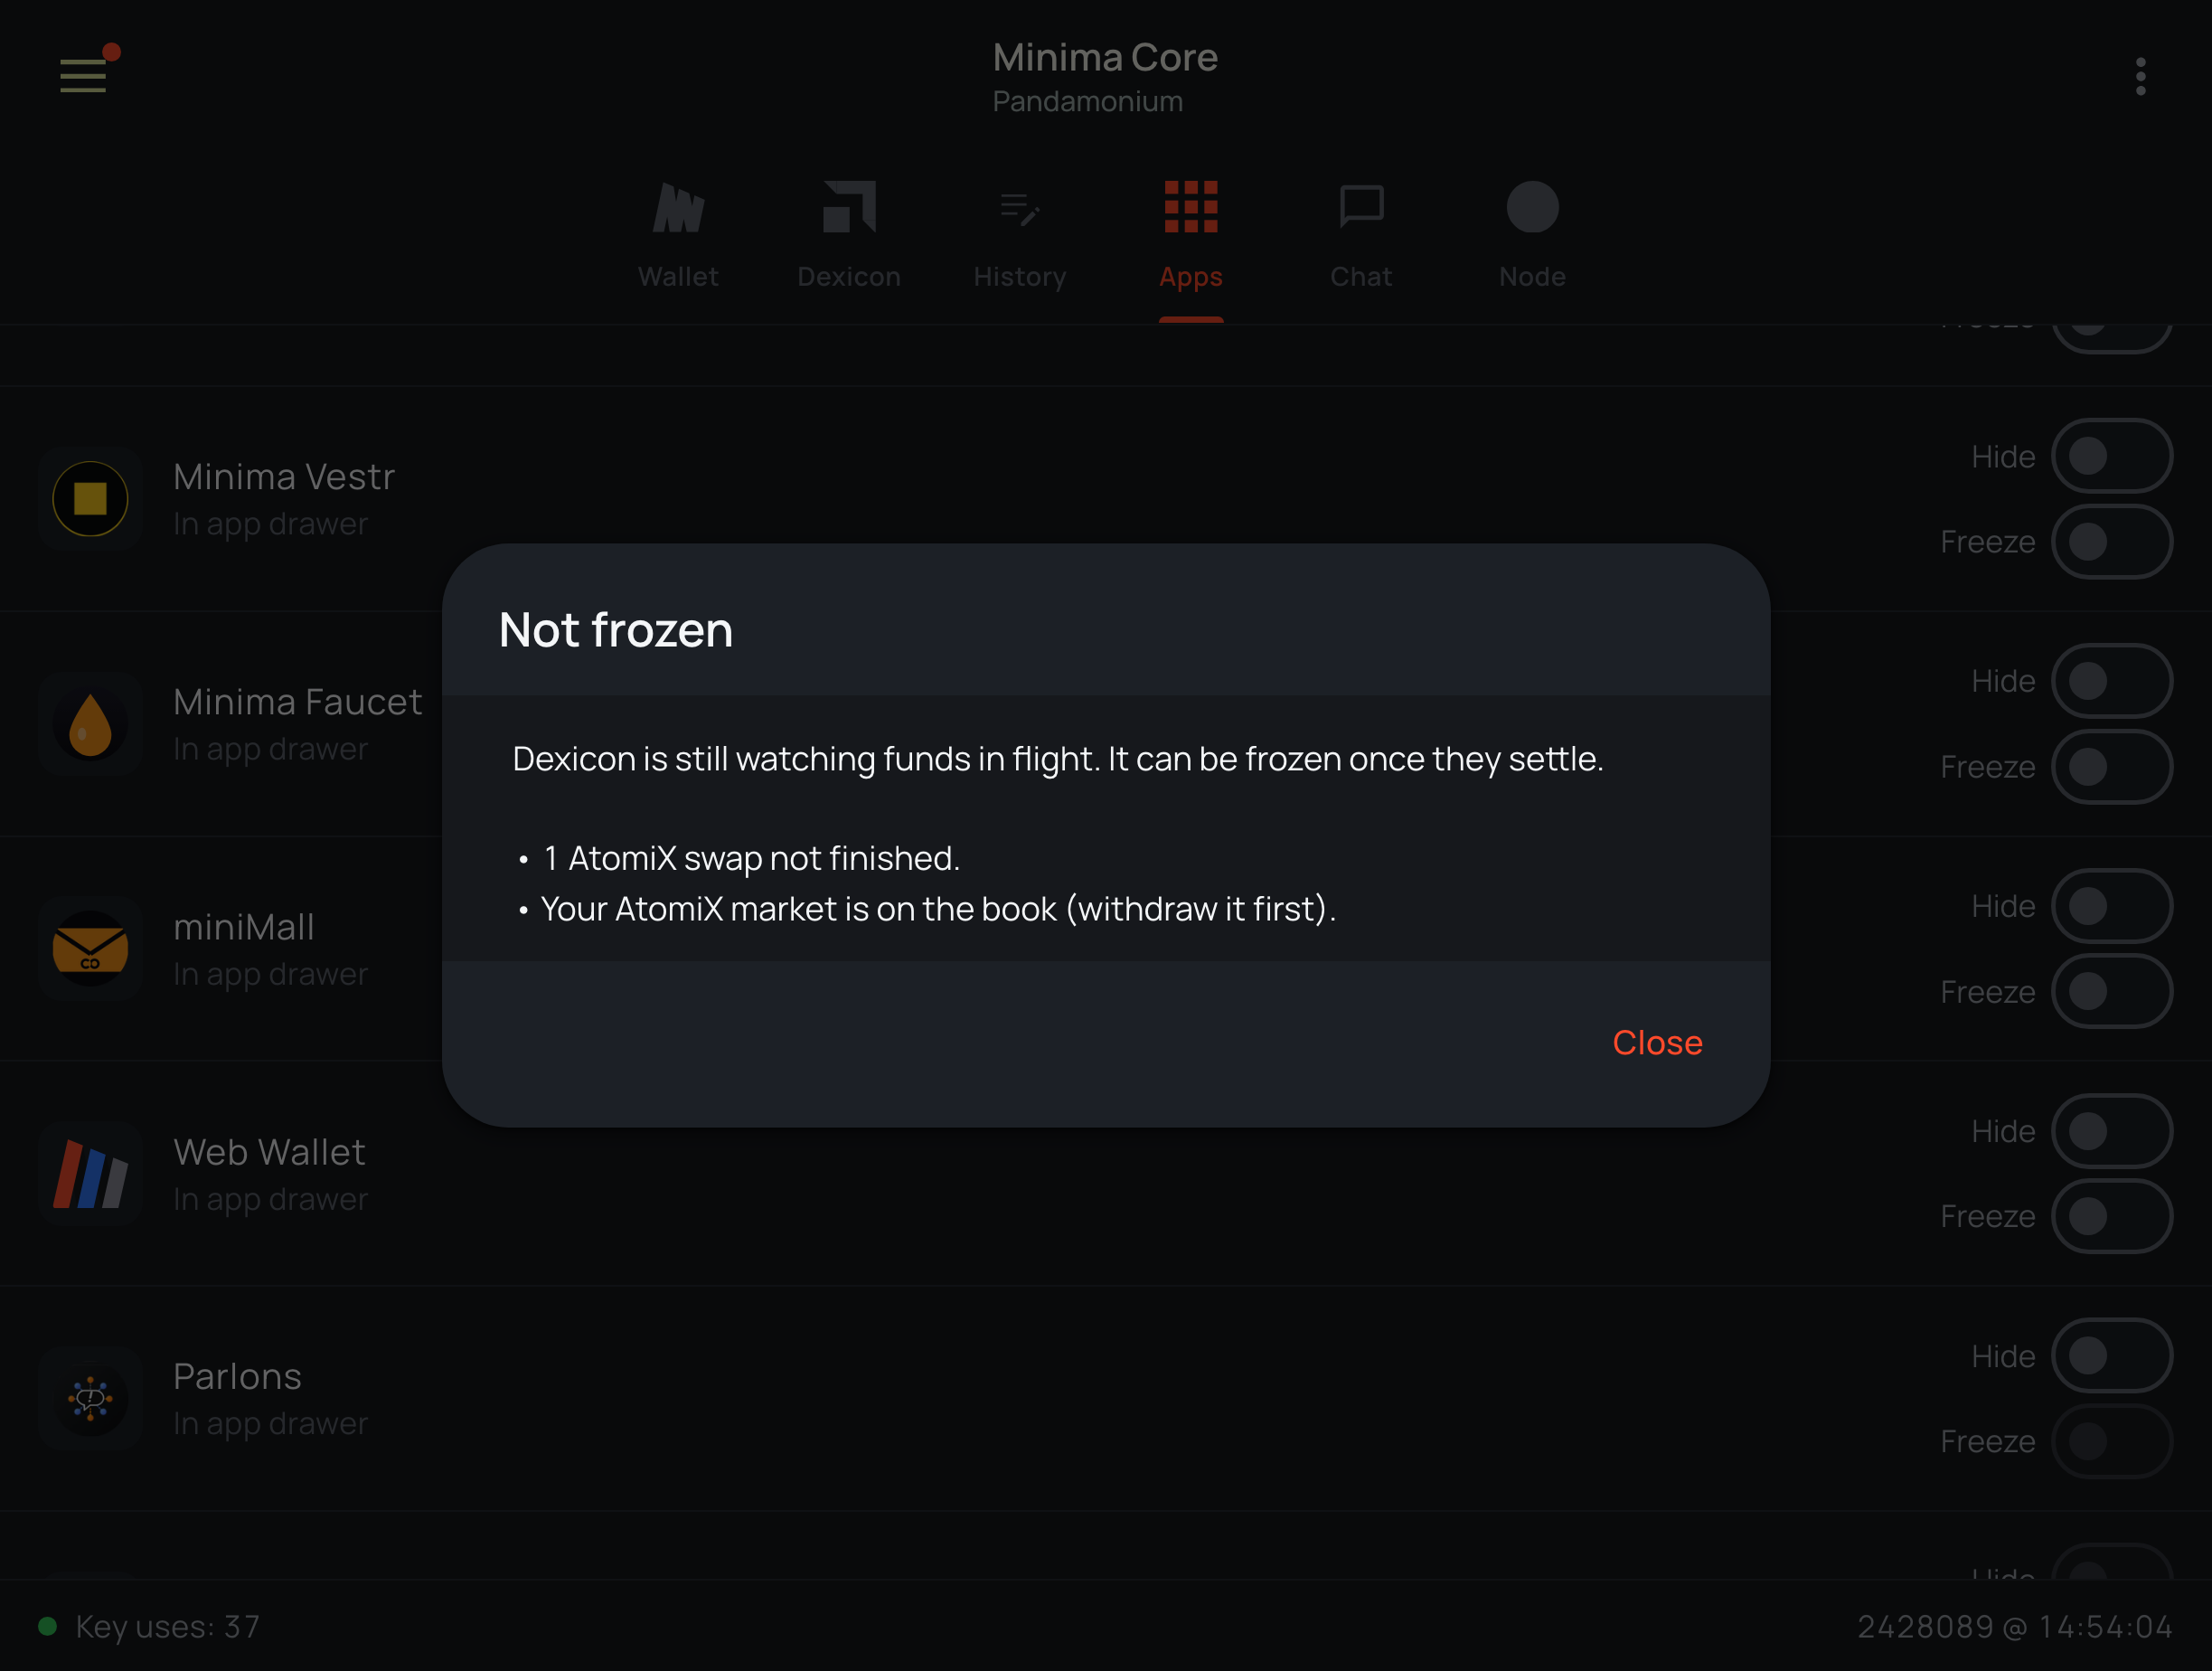 Minima Core
Pandamonium
Wallet
Dexicon
History
Apps
Chat
Node
Minima Vestr
In app drawer
Hide
Freeze
Not frozen
Dexicon is still watching funds in flight. It can be frozen once they settle.
• 1 AtomiX swap not finished.
• Your AtomiX market is on the book (withdraw it first).
Close
Minima Faucet
In app drawer
Hide
Freeze
miniMall
CO
In app drawer
Hide
Freeze
Web Wallet
In app drawer
Hide
Freeze
Parlons
In app drawer
Hide
Freeze
Key uses: 37
2428089 @ 14:54:04